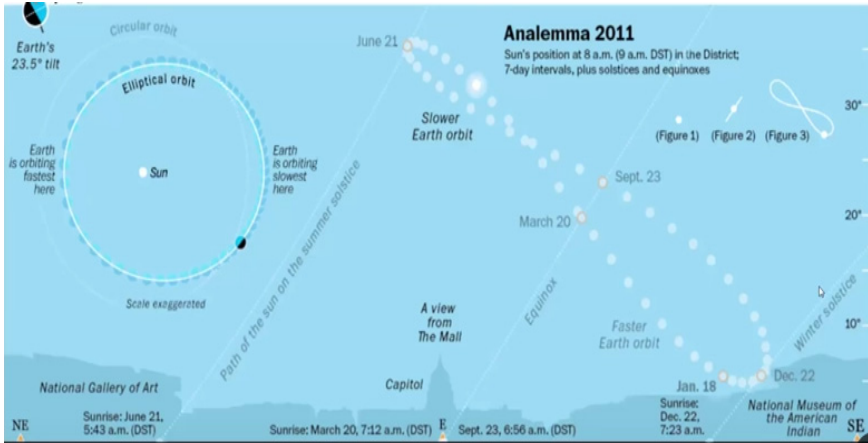 Earth's
23.5° tilt
Circular orbit
Elliptical orbit
Earth
is orbiting
fastest
here
Sun
Earth
is orbiting
slowest
here
Scale exaggerated
June 21
Analemma 2011
Sun's position at 8 a.m. (9 a.m. DST) in the District;
7-day intervals, plus solstices and equinoxes
(Figure 1) (Figure 2) (Figure 3)
30°
Slower
Earth orbit
Sept. 23
March 20
20°
Path of the sun on the summer solstice
Equinox
Winter solstice
10°
A view
from
The Mall
Faster
Earth orbit
Jan. 18
Dec. 22
National Gallery of Art
Capitol
National Museum of
the American
Indian
NE
Sunrise: June 21,
5:43 a.m. (DST)
Sunrise: March 20, 7:12 a.m. (DST)
E
Sept. 23, 6:56 a.m. (DST)
Sunrise:
Dec. 22,
7:23 a.m.
SE